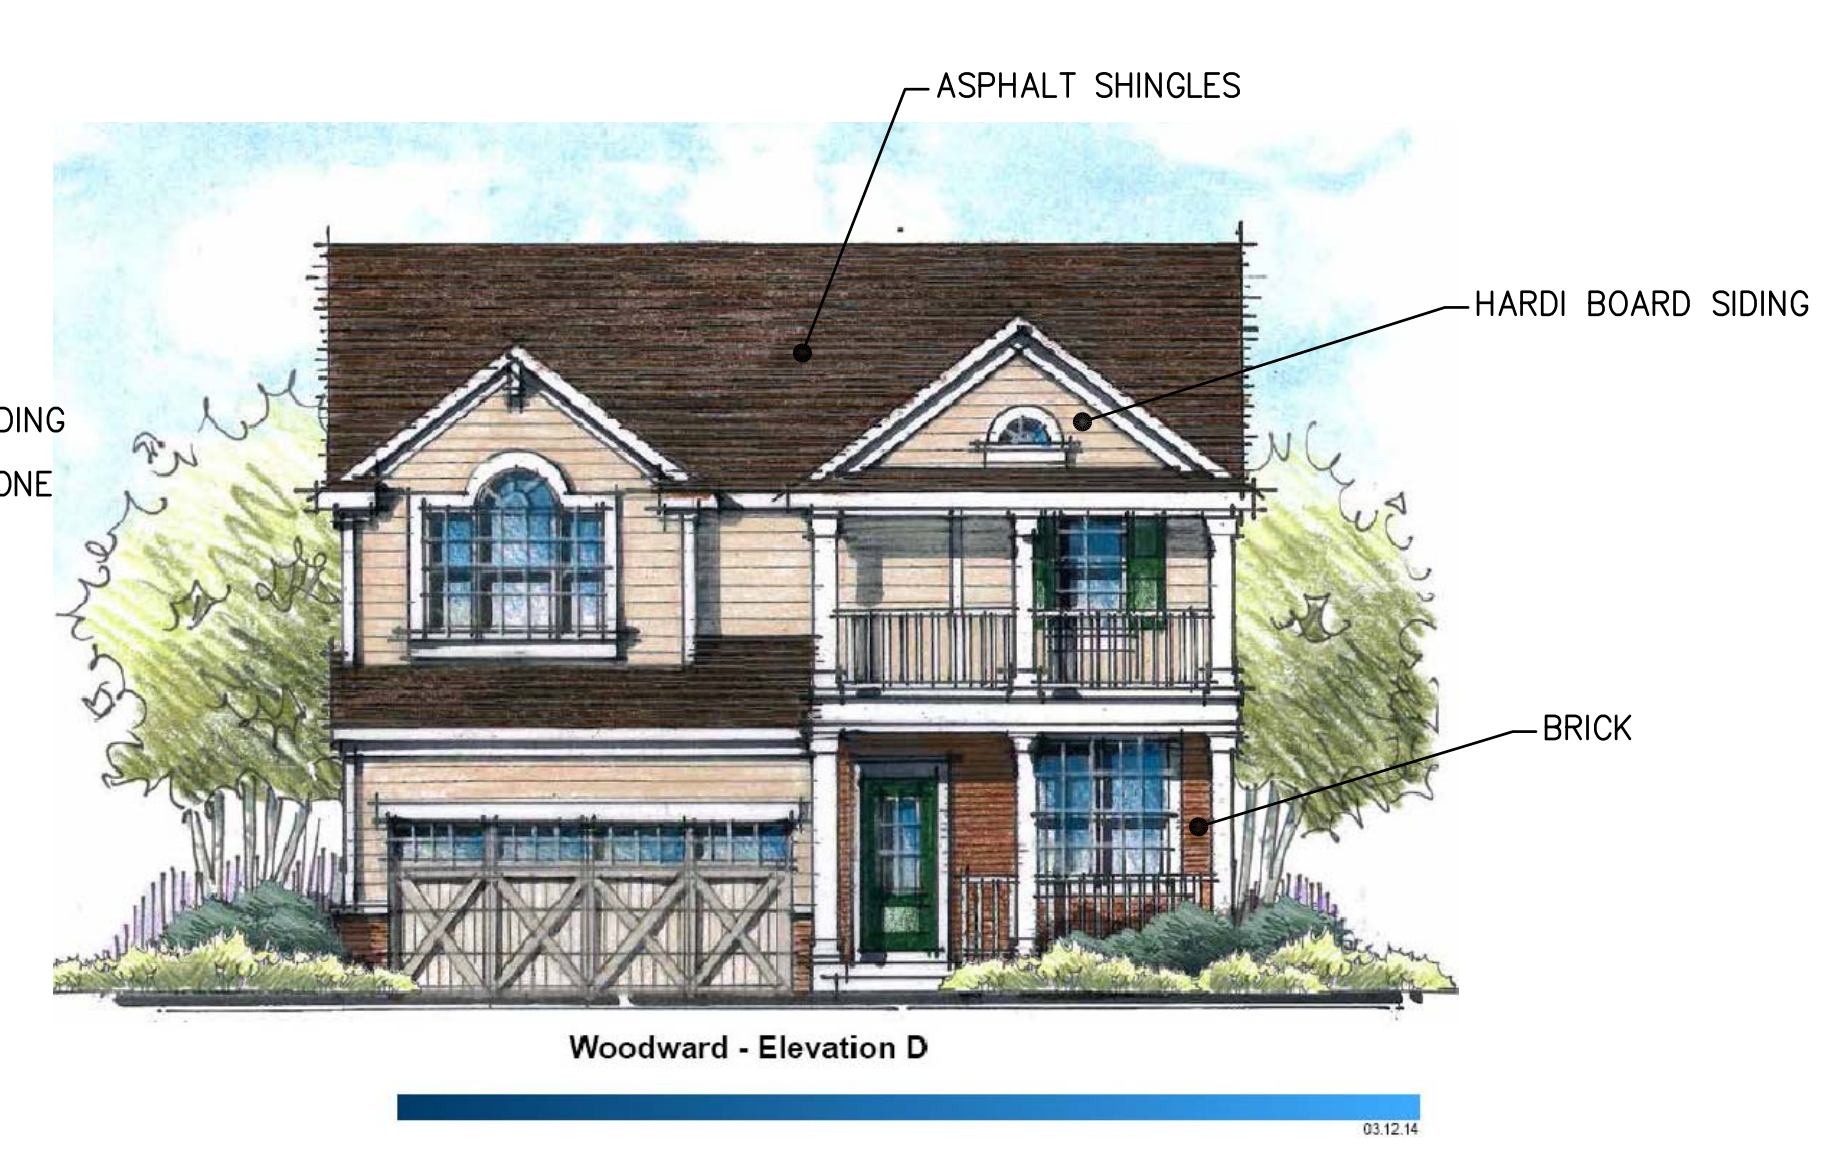 ASPHALT SHINGLES
HARDI BOARD SIDING
DING
ONE
BRICK
Woodward - Elevation D
03.12.14